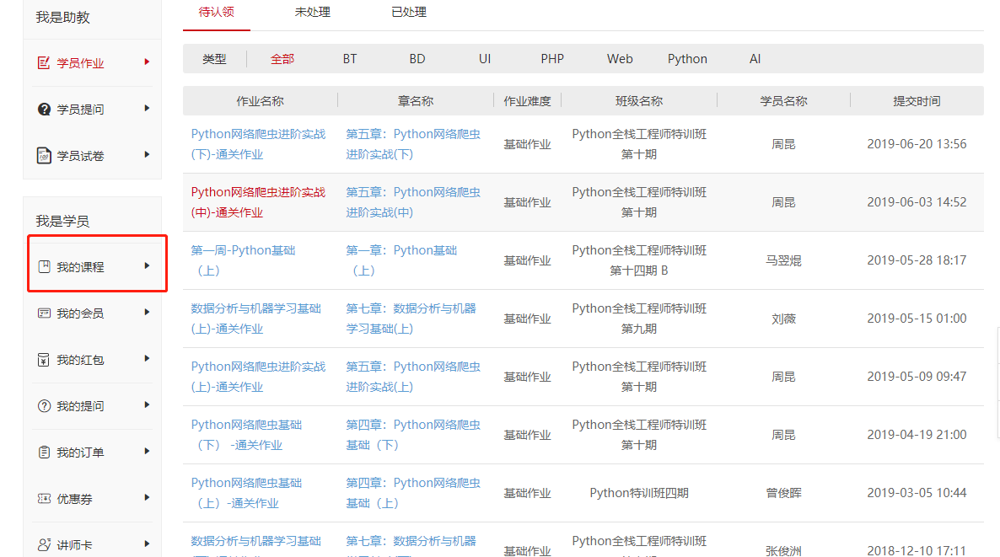 我是助教
学员作业
学员提问
学员试卷
我是学员
我的课程
我的会员
我的红包
我的提问
我的订单
优惠券
讲师卡
待认领 未处理 已处理
类型 全部 BT BD UI PHP Web Python AI
作业名称 章名称 作业难度 班级名称 学员名称 提交时间
Python网络爬虫进阶实战 第五章：Python网络爬虫 基础作业 Python全栈工程师特训班 周昆 2019-06-20 13:56
(下)-通关作业 进阶实战(下) 第十期
Python网络爬虫进阶实战 第五章：Python网络爬虫 基础作业 Python全栈工程师特训班 周昆 2019-06-03 14:52
(中)-通关作业 进阶实战(中) 第十期
第一周-Python基础 第一章：Python基础 基础作业 Python全栈工程师特训班 马翌焜 2019-05-28 18:17
（上） （上） 第十四期 B
数据分析与机器学习基础 第七章：数据分析与机器 基础作业 Python全栈工程师特训班 刘薇 2019-05-15 01:00
(上)-通关作业 学习基础(上) 第九期
Python网络爬虫进阶实战 第五章：Python网络爬虫 基础作业 Python全栈工程师特训班 周昆 2019-05-09 09:47
(上)-通关作业 进阶实战(上) 第十期
Python网络爬虫基础 第四章：Python网络爬虫 基础作业 Python全栈工程师特训班 周昆 2019-04-19 21:00
（下） -通关作业 基础（下） 第十期
Python网络爬虫基础 第四章：Python网络爬虫 基础作业 Python特训班四期 曾俊晖 2019-03-05 10:44
（上）-通关作业 基础（上）
数据分析与机器学习基础 第七章：数据分析与机器 基础作业 Python全栈工程师特训班 张俊洲 2018-12-10 17:11